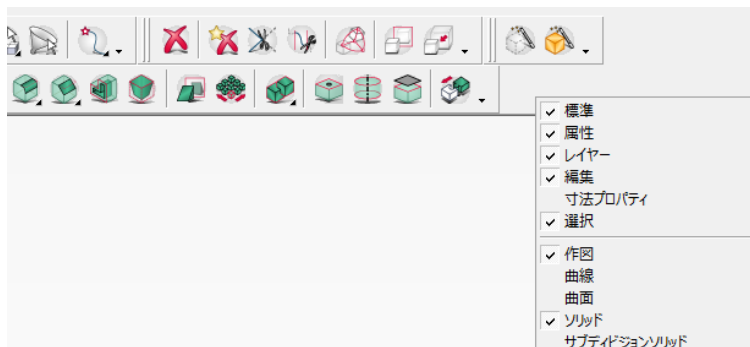 標準
属性
レイヤー
編集
寸法プロパティ
選択
作図
曲線
曲面
ソリッド
サブディビジョンソリッド